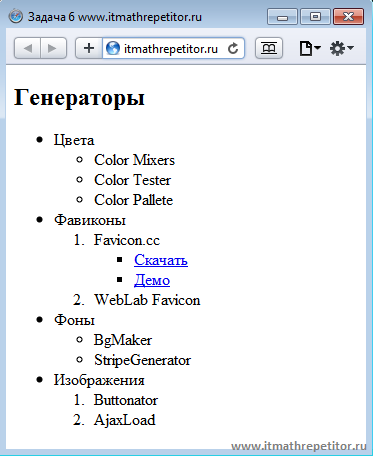 Задача 6 www.itmathrepetitor.ru
itmathrepetitor.ru
Генераторы
Цвета
Color Mixers
Color Tester
Color Pallete
Фавиконы
1. Favicon.cc
Скачать
Демо
2. WebLab Favicon
Фоны
BgMaker
StripeGenerator
Изображения
1. Buttonator
2. AjaxLoad
www.itmathrepetitor.ru